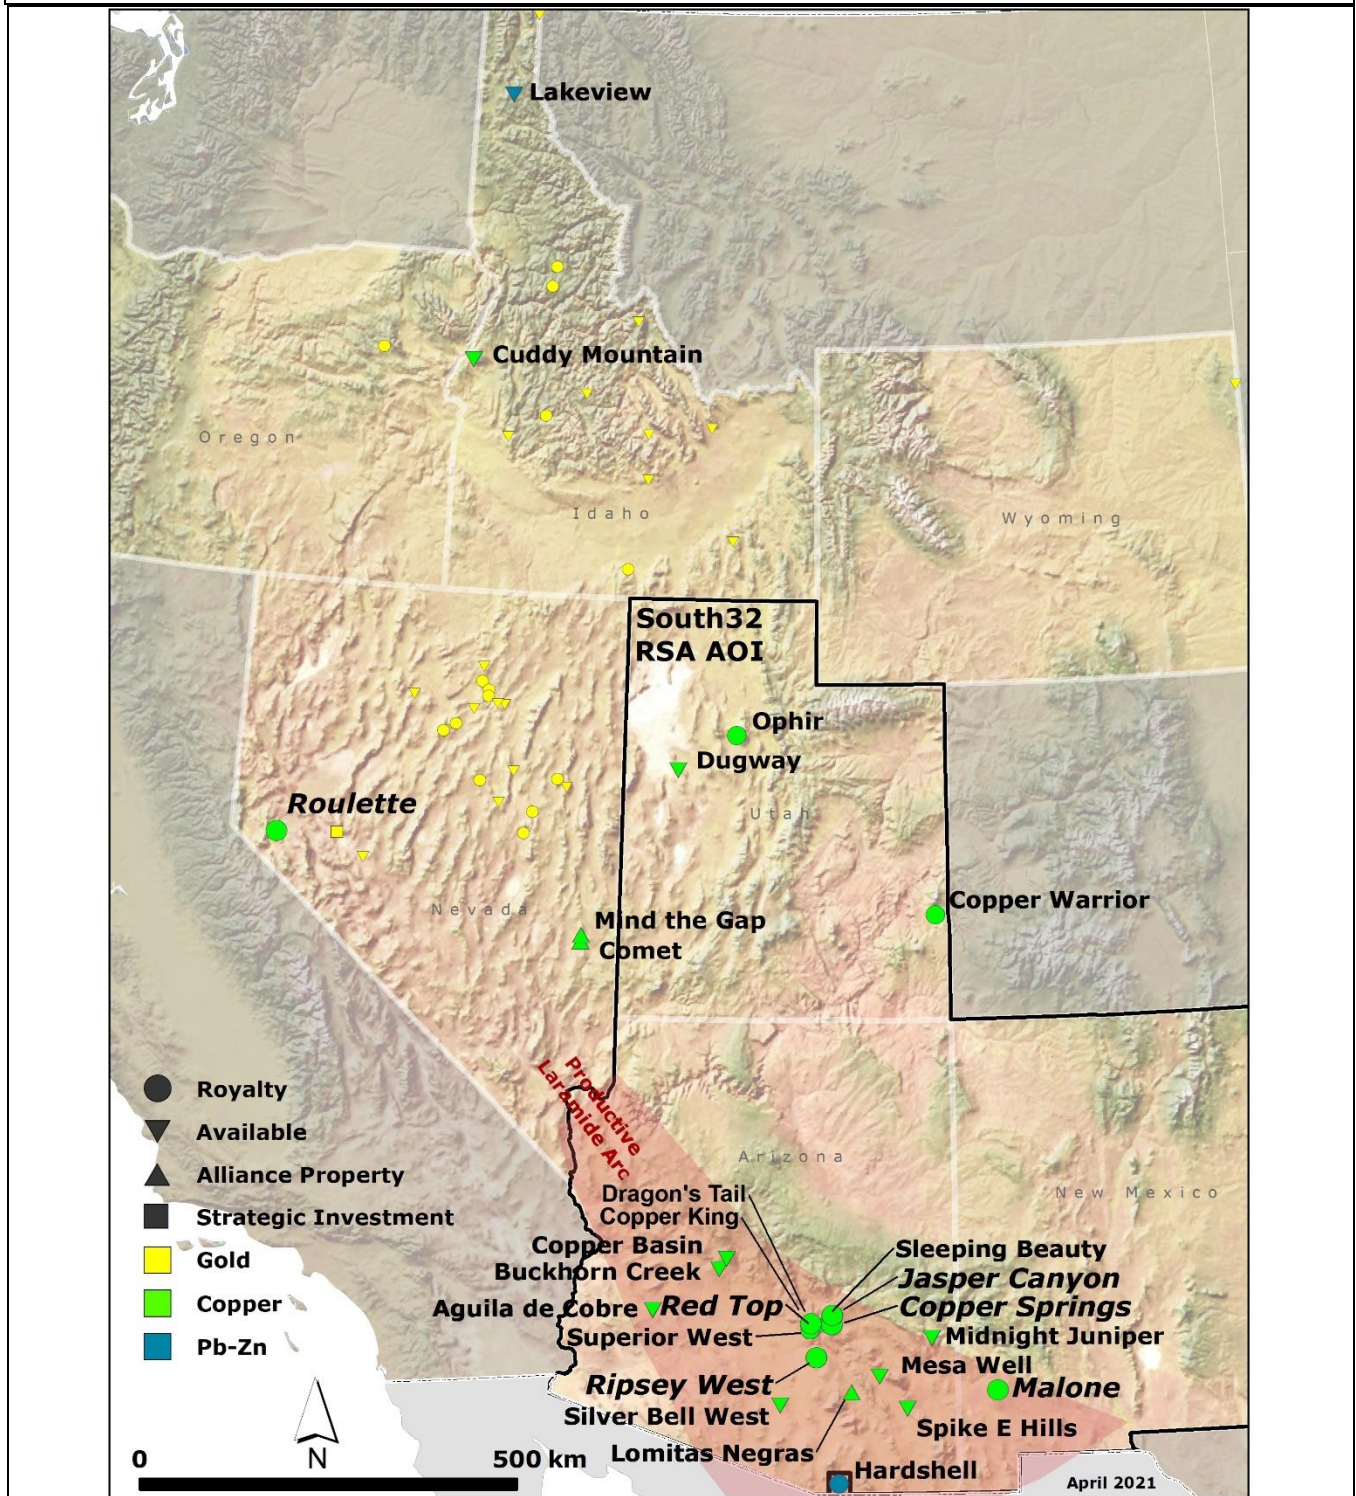 Lakeview
Cuddy Mountain
Oregon
Idaho
Wyoming
South32
RSA AOI
Ophir
Dugway
Utah
Roulette
Nevada
Copper Warrior
Mind the Gap
Comet
Productive
Laramide Arc
Royalty
Available
Alliance Property
Strategic Investment
Gold
Copper
Pb-Zn
Arizona
New Mexico
Dragon's Tail
Copper King
Copper Basin
Buckhorn Creek
Aguila de Cobre
Red Top
Superior West
Sleeping Beauty
Jasper Canyon
Copper Springs
Midnight Juniper
Mesa Well
Malone
Ripsey West
Silver Bell West
Spike E Hills
Lomitas Negras
Hardshell
N
0 500 km
April 2021